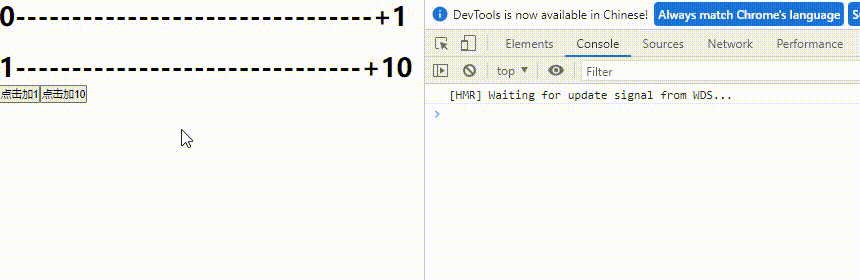 0--------------------------------+1
1-------------------------------+10
点击加1 点击加10
DevTools is now available in Chinese! Always match Chrome's language S
Elements Console Sources Network Performance
top Filter
[HMR] Waiting for update signal from WDS...